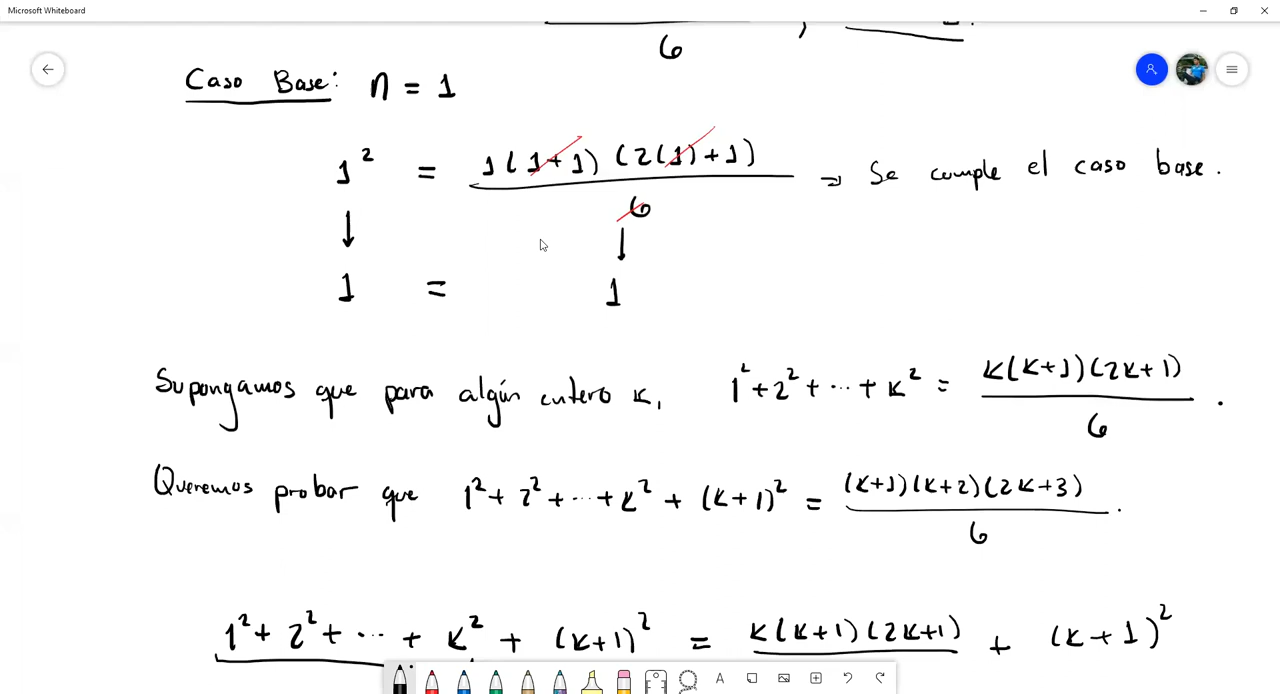 Microsoft Whiteboard
6
Caso Base: n = 1
1² = 1(1+1)(2(1)+1) / 6 → Se cumple el caso base.
↓ ↓
1 = 1
Supongamos que para algún entero k, 1² + 2² + ... + k² = k(k+1)(2k+1) / 6 .
Queremos probar que 1² + 2² + ... + k² + (k+1)² = (k+1)(k+2)(2k+3) / 6 .
1² + 2² + ... + k² + (k+1)² = k(k+1)(2k+1) + (k+1)²
A